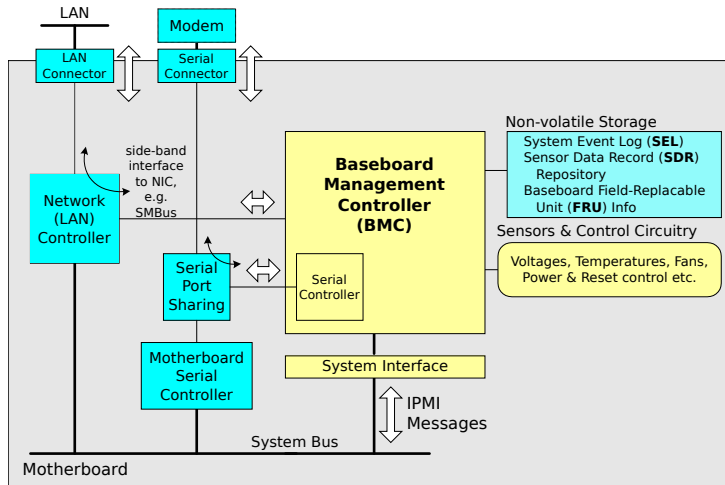 LAN
Modem
LAN
Connector
Serial
Connector
Non-volatile Storage
System Event Log (SEL)
Sensor Data Record (SDR)
Repository
Baseboard Field-Replacable
Unit (FRU) Info
side-band
interface
to NIC,
e.g.
SMBus
Baseboard
Management
Controller
(BMC)
Network
(LAN)
Controller
Sensors & Control Circuitry
Voltages, Temperatures, Fans,
Power & Reset control etc.
Serial
Port
Sharing
Serial
Controller
Motherboard
Serial
Controller
System Interface
IPMI
Messages
System Bus
Motherboard